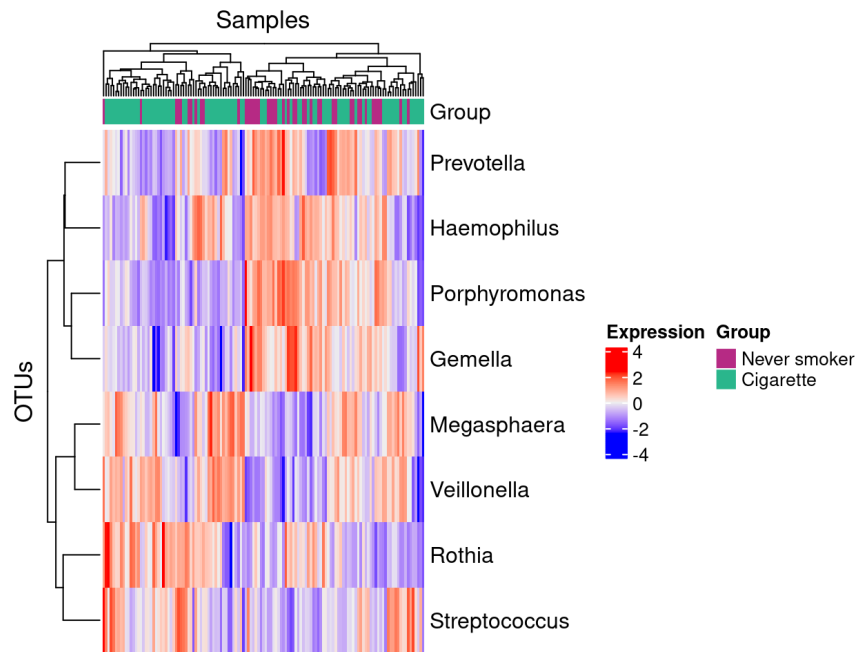 Samples
Group
Prevotella
Haemophilus
Porphyromonas
Gemella
Megasphaera
Veillonella
Rothia
Streptococcus
OTUs
Expression
4
2
0
-2
-4
Group
Never smoker
Cigarette